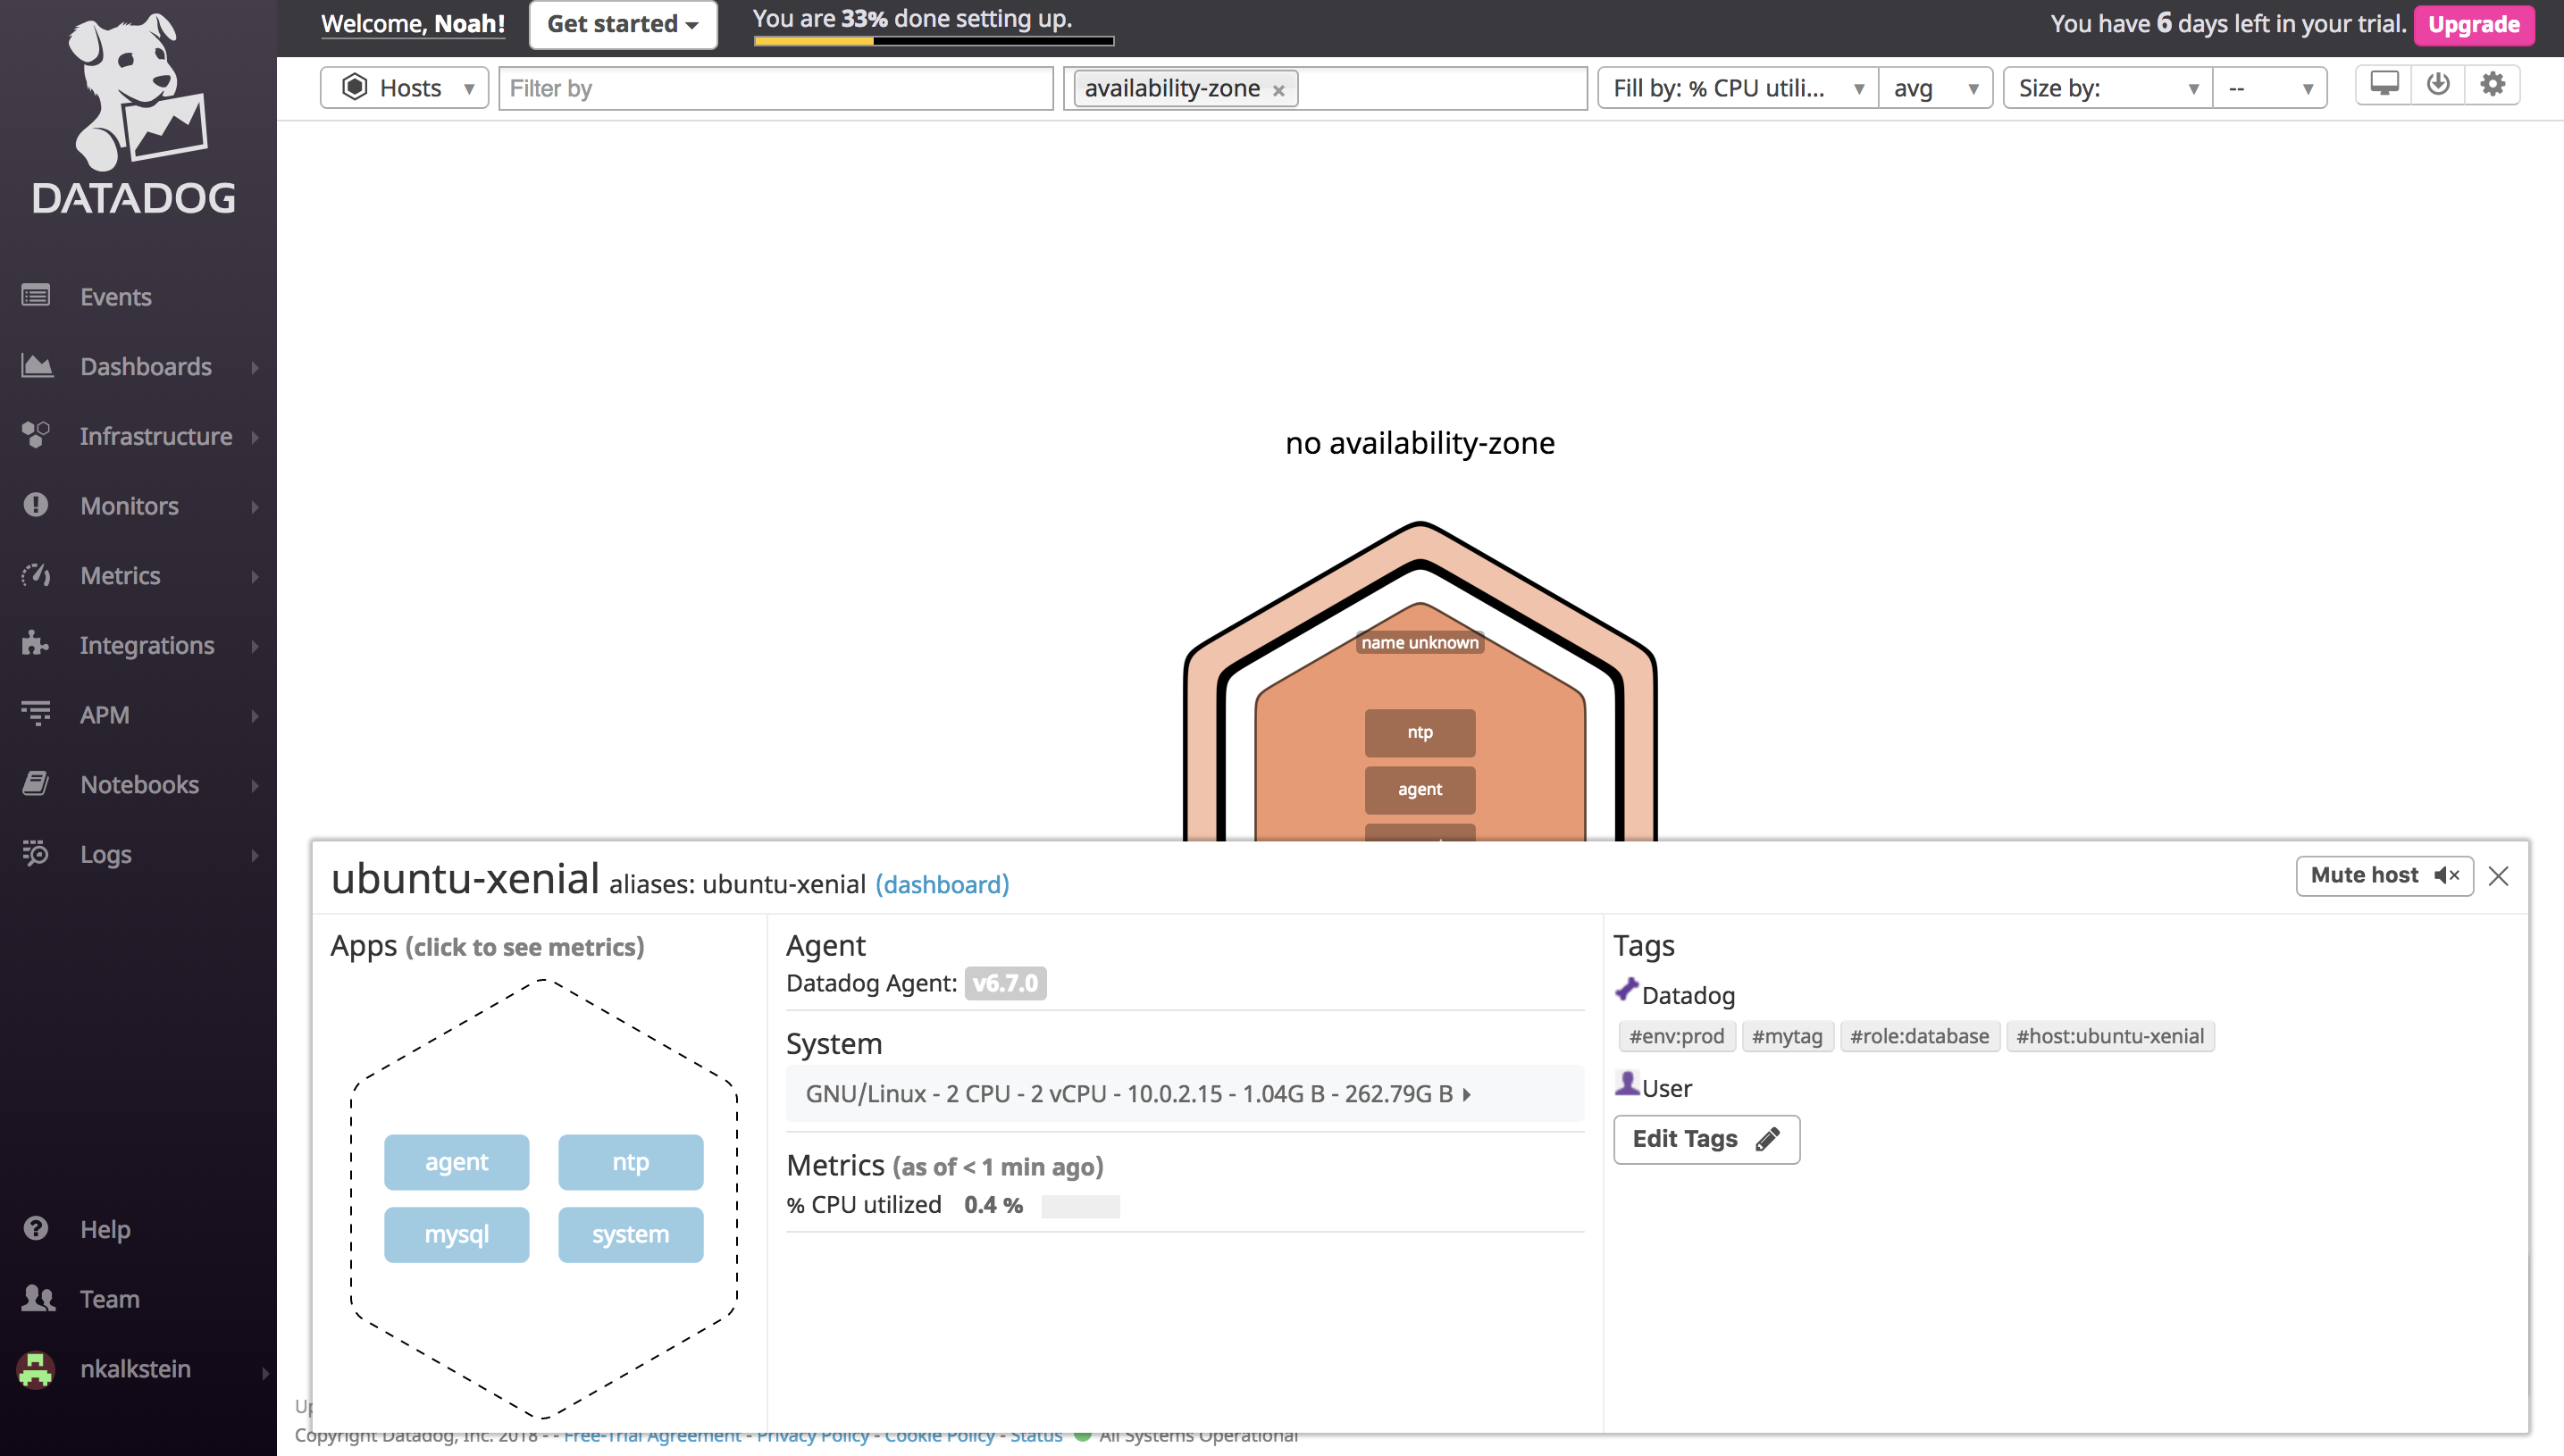 DATADOG
Events
Dashboards
Infrastructure
Monitors
Metrics
Integrations
APM
Notebooks
Logs
Help
Team
nkalkstein
Welcome, Noah!
Get started
You are 33% done setting up.
You have 6 days left in your trial.
Upgrade
Hosts
Filter by
availability-zone ×
Fill by: % CPU utili...
avg
Size by:
--
no availability-zone
name unknown
ntp
agent
ubuntu-xenial aliases: ubuntu-xenial (dashboard)
Mute host
Apps (click to see metrics)
agent
ntp
mysql
system
Agent
Datadog Agent: v6.7.0
System
GNU/Linux - 2 CPU - 2 vCPU - 10.0.2.15 - 1.04G B - 262.79G B
Metrics (as of < 1 min ago)
% CPU utilized 0.4 %
Tags
Datadog
#env:prod #mytag #role:database #host:ubuntu-xenial
User
Edit Tags
Copyright Datadog, Inc. 2018 - - Free-Trial Agreement - Privacy Policy - Cookie Policy - Status All Systems Operational